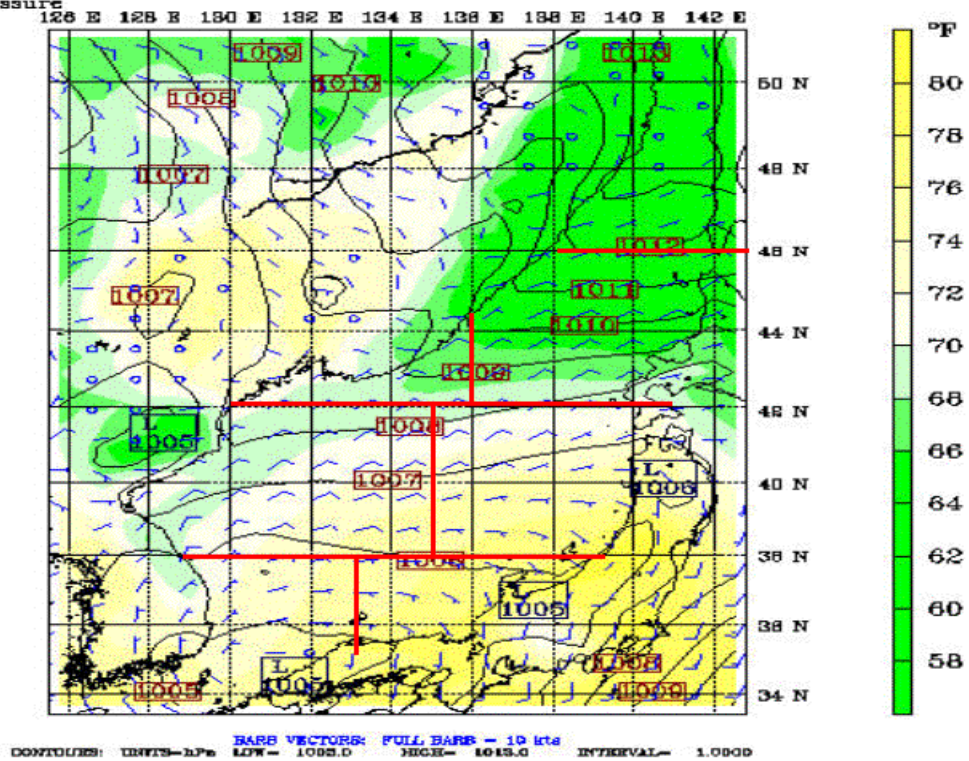 ssure
126 E 128 E 130 E 132 E 134 E 136 E 138 E 140 E 142 E
°F
1009 1013
1010 50 N 80
1008
78
1007 48 N
76
1012 46 N 74
1007 1011 72
1010 44 N
70
1009
68
42 N
1008
L
1005 66
L
1007 40 N
1006
64
38 N 62
1006
1005 60
36 N
1008 58
L
1005 1005 1009 34 N
BARB VECTORS: FULL BARB = 10 kts
CONTOURS: UNITS=hPa LOW= 1005.0 HIGH= 1013.0 INTERVAL= 1.0000